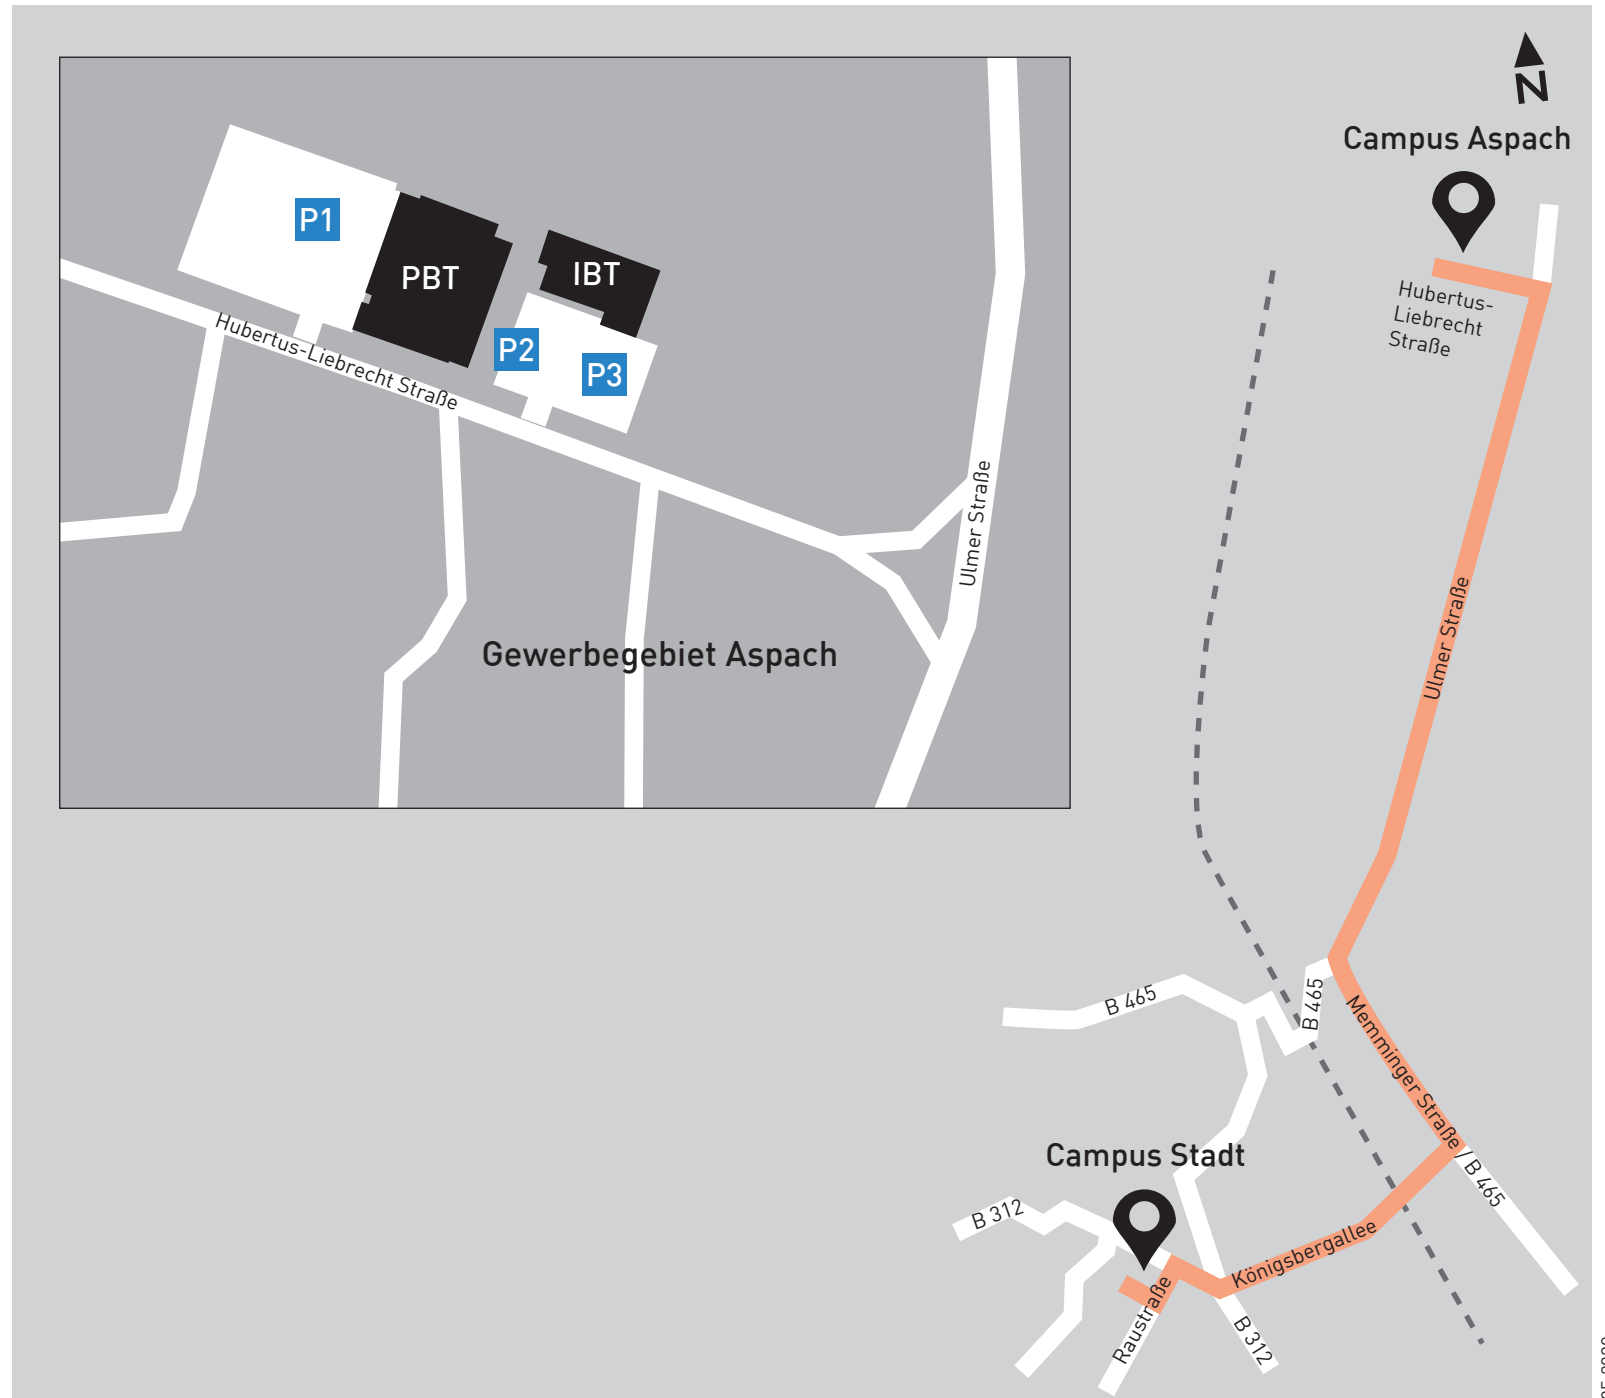 N
Campus Aspach
P1
PBT
IBT
P2
P3
Hubertus-Liebrecht Straße
Ulmer Straße
Gewerbegebiet Aspach
Hubertus-
Liebrecht
Straße
Ulmer Straße
B 465
B 465
Memminger Straße / B 465
Campus Stadt
B 312
Königsbergallee
Raustraße
B 312